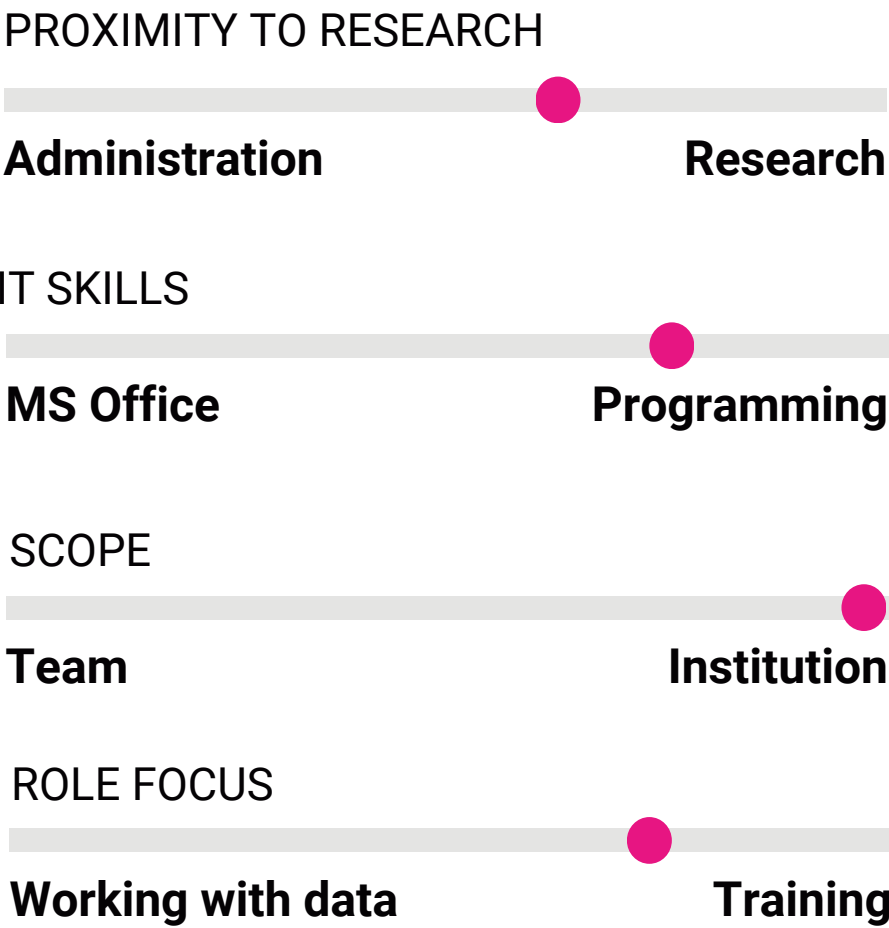 PROXIMITY TO RESEARCH
Administration Research
IT SKILLS
MS Office Programming
SCOPE
Team Institution
ROLE FOCUS
Working with data Training